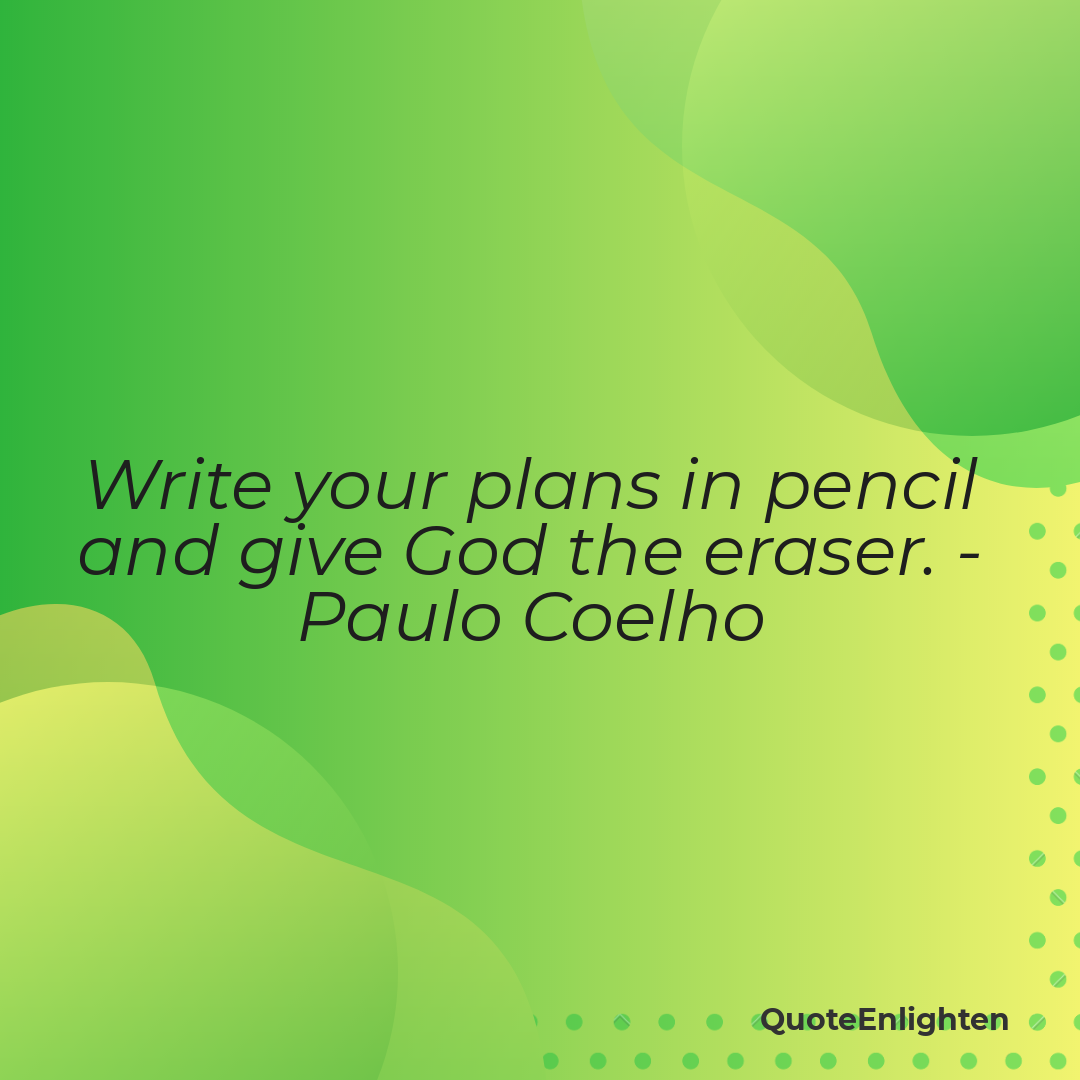 Write your plans in pencil
and give God the eraser. -
Paulo Coelho
QuoteEnlighten